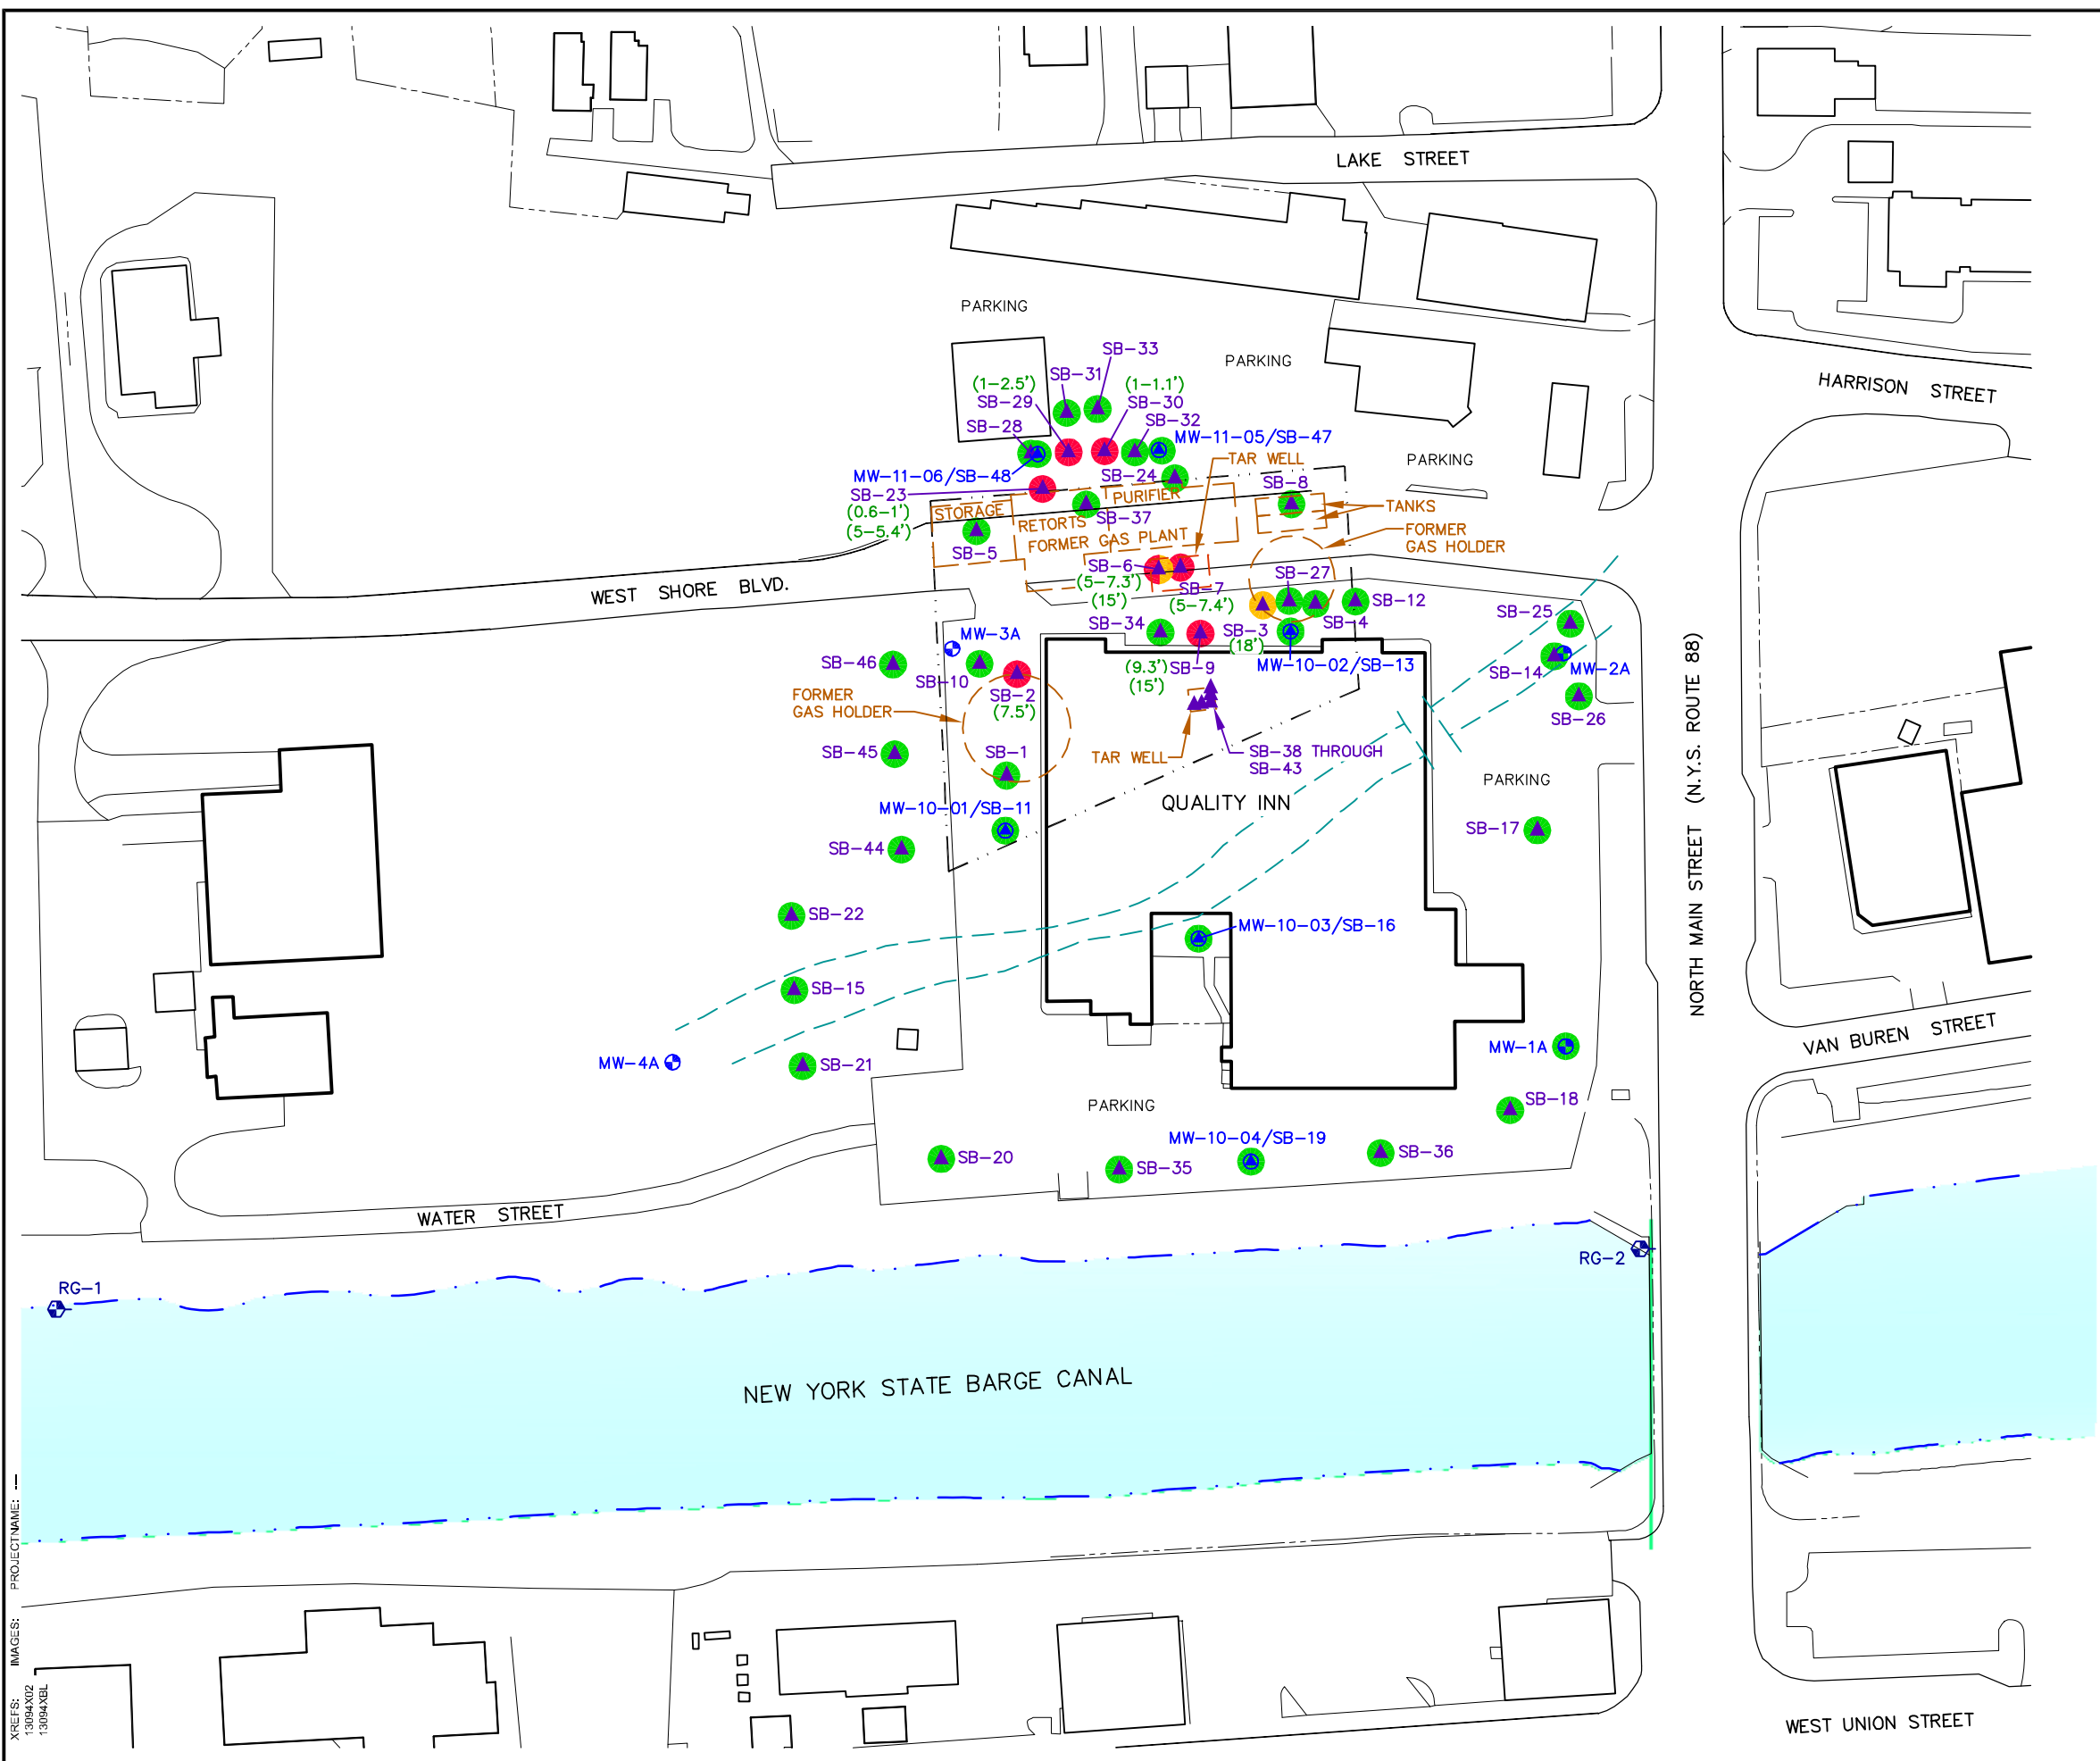 LAKE STREET
PARKING
SB-33
PARKING
HARRISON STREET
(1-2.5')
SB-31
(1-1.1')
SB-29
SB-30
SB-28
SB-32
MW-11-05/SB-47
TAR WELL
PARKING
MW-11-06/SB-48
SB-24
SB-23
PURIFIER
SB-8
(0.6-1')
STORAGE
TANKS
(5-5.4')
RETORTS
SB-37
FORMER
GAS HOLDER
SB-5
FORMER GAS PLANT
SB-6
SB-27
WEST SHORE BLVD.
(5-7.3')
SB-7
(15')
(5-7.4')
SB-12
SB-25
SB-34
SB-3
SB-4
(18')
MW-3A
NORTH MAIN STREET (N.Y.S. ROUTE 88)
SB-46
SB-10
(9.3')
SB-9
MW-10-02/SB-13
SB-14
MW-2A
(15')
SB-2
(7.5')
FORMER
GAS HOLDER
SB-26
SB-45
SB-1
TAR WELL
SB-38 THROUGH
SB-43
PARKING
MW-10-01/SB-11
QUALITY INN
SB-17
SB-44
SB-22
MW-10-03/SB-16
SB-15
VAN BUREN STREET
MW-4A
SB-21
MW-1A
PARKING
SB-18
MW-10-04/SB-19
SB-20
SB-35
SB-36
WATER STREET
RG-2
RG-1
NEW YORK STATE BARGE CANAL
WEST UNION STREET
XREFS: IMAGES: PROJECTNAME: ---
13094X02
13094XBL